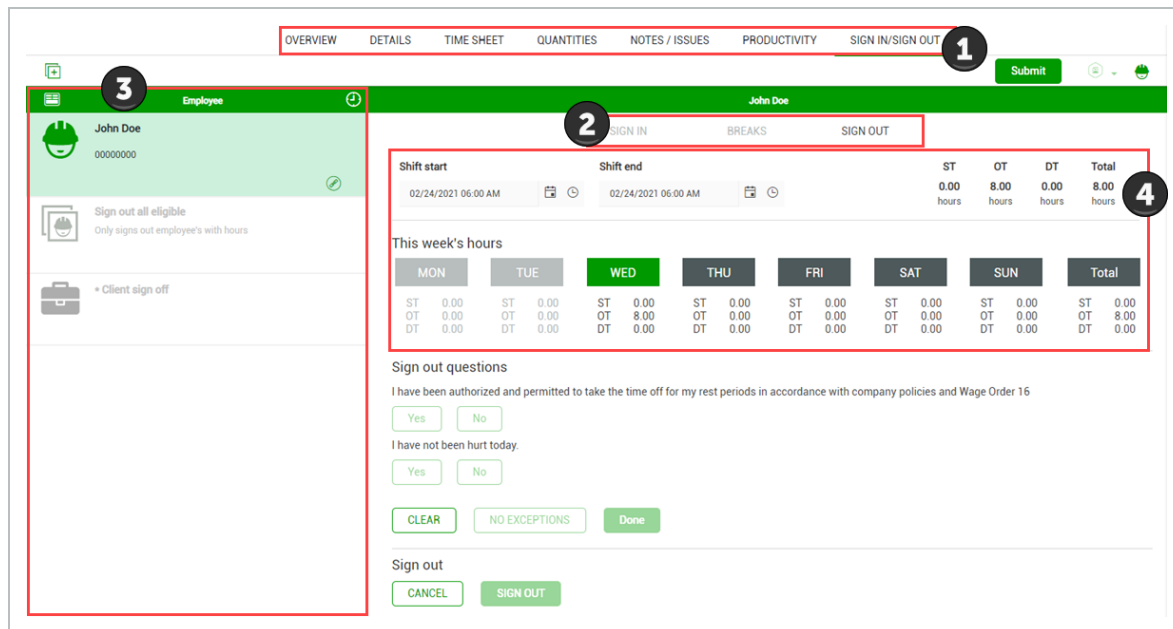 OVERVIEW DETAILS TIME SHEET QUANTITIES NOTES / ISSUES PRODUCTIVITY SIGN IN/SIGN OUT
1
Submit
3
Employee
John Doe
John Doe
00000000
Sign out all eligible
Only signs out employee's with hours
* Client sign off
2
SIGN IN BREAKS SIGN OUT
Shift start Shift end ST OT DT Total
02/24/2021 06:00 AM 02/24/2021 06:00 AM 0.00 8.00 0.00 8.00
hours hours hours hours
4
This week's hours
MON TUE WED THU FRI SAT SUN Total
ST 0.00 ST 0.00 ST 0.00 ST 0.00 ST 0.00 ST 0.00 ST 0.00 ST 0.00
OT 0.00 OT 0.00 OT 8.00 OT 0.00 OT 0.00 OT 0.00 OT 0.00 OT 8.00
DT 0.00 DT 0.00 DT 0.00 DT 0.00 DT 0.00 DT 0.00 DT 0.00 DT 0.00
Sign out questions
I have been authorized and permitted to take the time off for my rest periods in accordance with company policies and Wage Order 16
Yes No
I have not been hurt today.
Yes No
CLEAR NO EXCEPTIONS Done
Sign out
CANCEL SIGN OUT